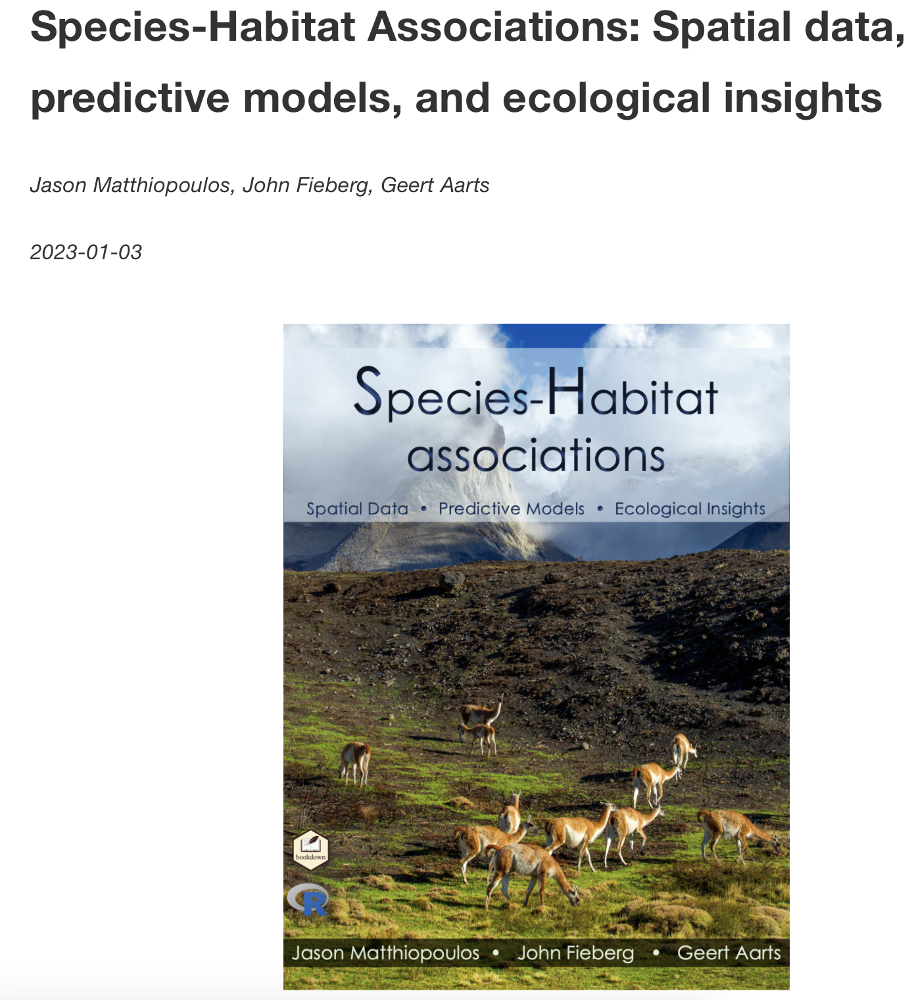 Species-Habitat Associations: Spatial data,
predictive models, and ecological insights
Jason Matthiopoulos, John Fieberg, Geert Aarts
2023-01-03
Species-Habitat
associations
Spatial Data • Predictive Models • Ecological Insights
bookdown
R
Jason Matthiopoulos • John Fieberg • Geert Aarts